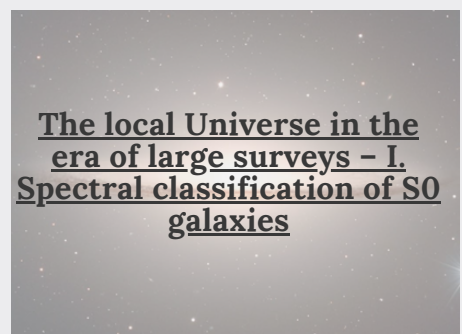 The local Universe in the
era of large surveys – I.
Spectral classification of S0
galaxies